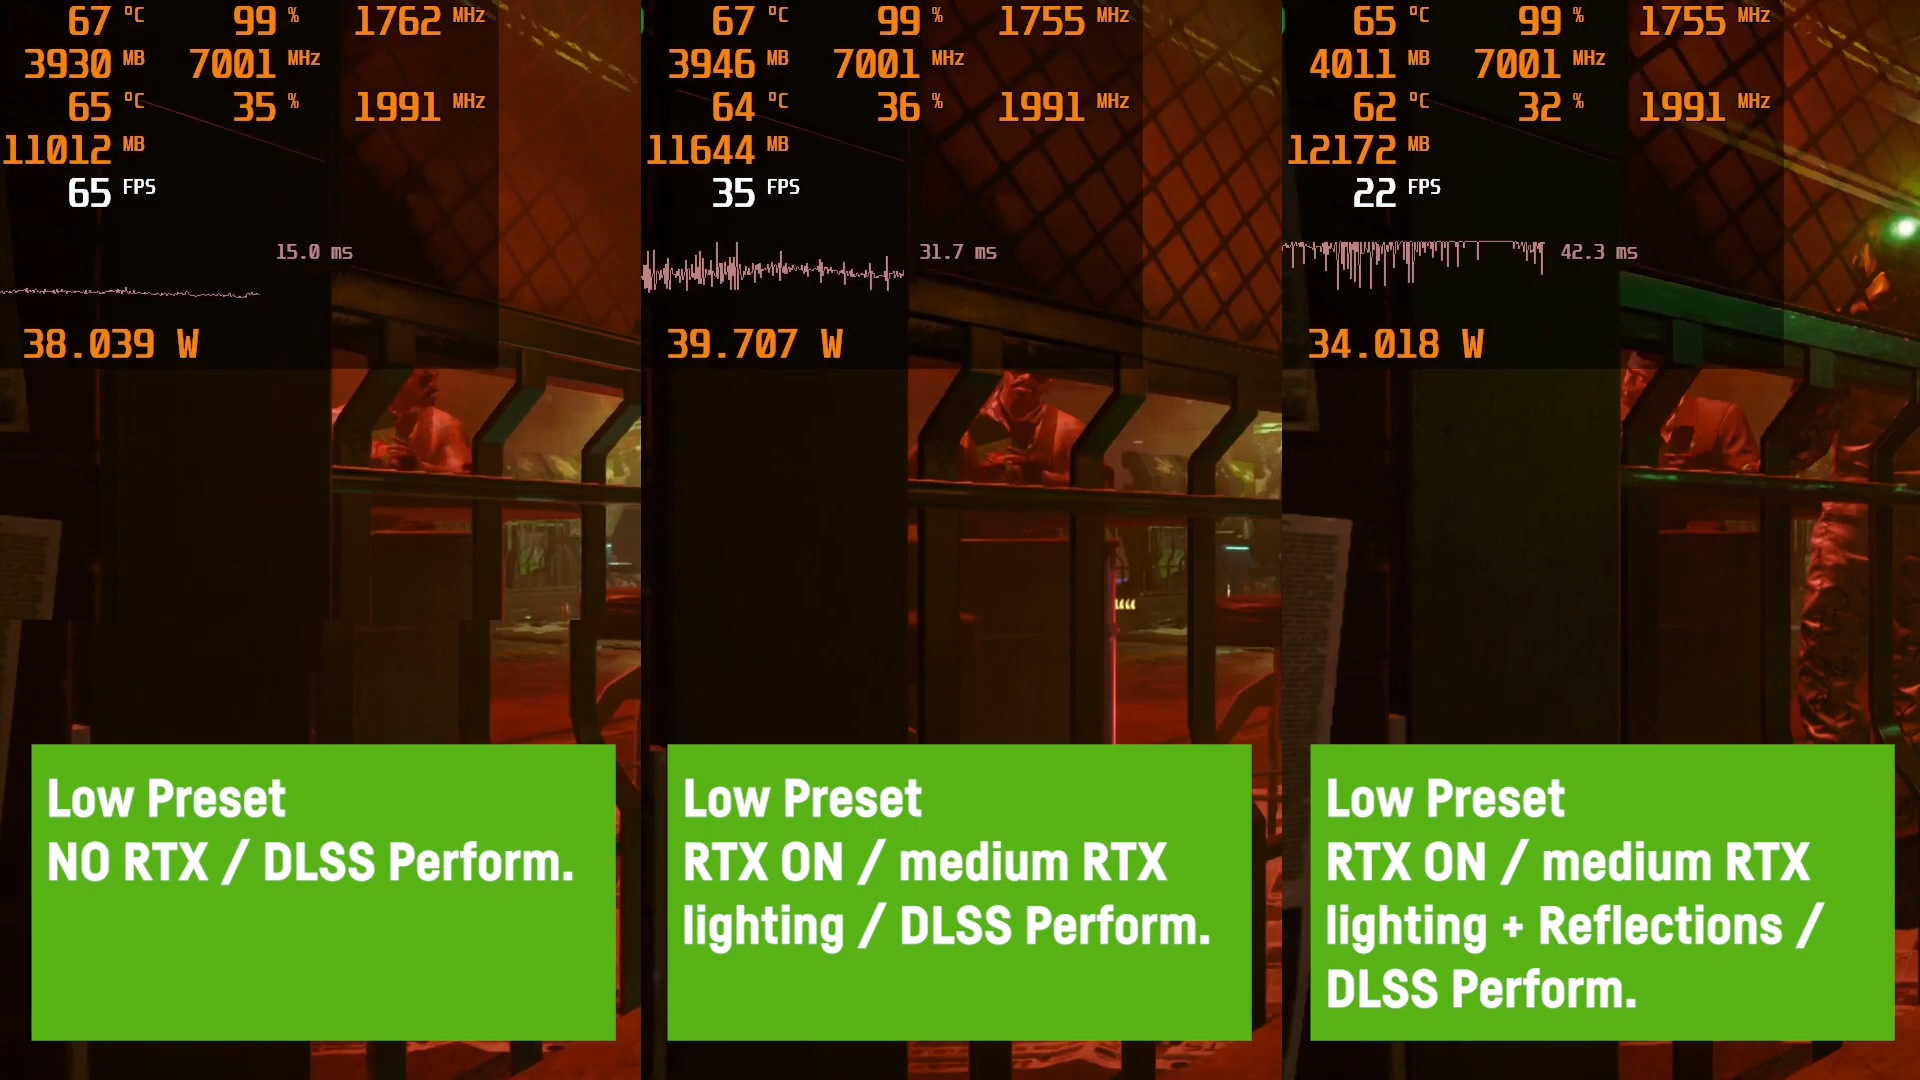 67 °C 99 % 1762 MHz
3930 MB 7001 MHz
65 °C 35 % 1991 MHz
11012 MB
65 FPS
15.0 ms
38.039 W
Low Preset
NO RTX / DLSS Perform.
67 °C 99 % 1755 MHz
3946 MB 7001 MHz
64 °C 36 % 1991 MHz
11644 MB
35 FPS
31.7 ms
39.707 W
Low Preset
RTX ON / medium RTX
lighting / DLSS Perform.
65 °C 99 % 1755 MHz
4011 MB 7001 MHz
62 °C 32 % 1991 MHz
12172 MB
22 FPS
42.3 ms
34.018 W
Low Preset
RTX ON / medium RTX
lighting + Reflections /
DLSS Perform.